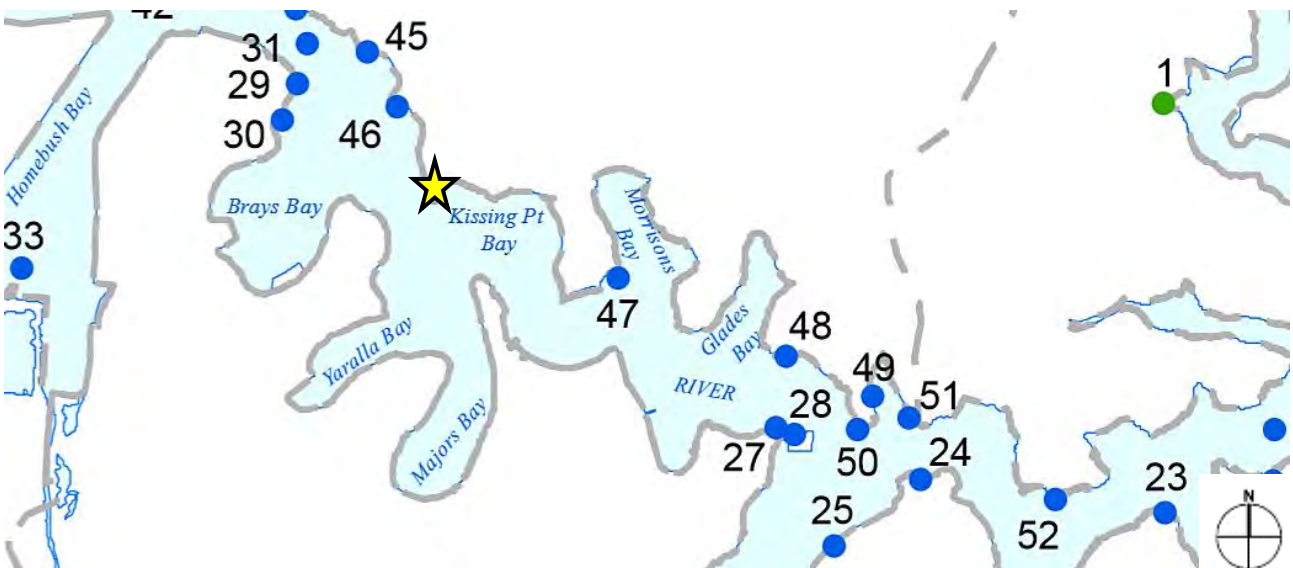 42
45
31
1
29
46
30
Homebush Bay
Brays Bay
Kissing Pt
Bay
Morrisons
Bay
33
47
48
Glades
Bay
Yaralla Bay
RIVER
49
51
28
27
50
24
Majors Bay
23
25
52
N